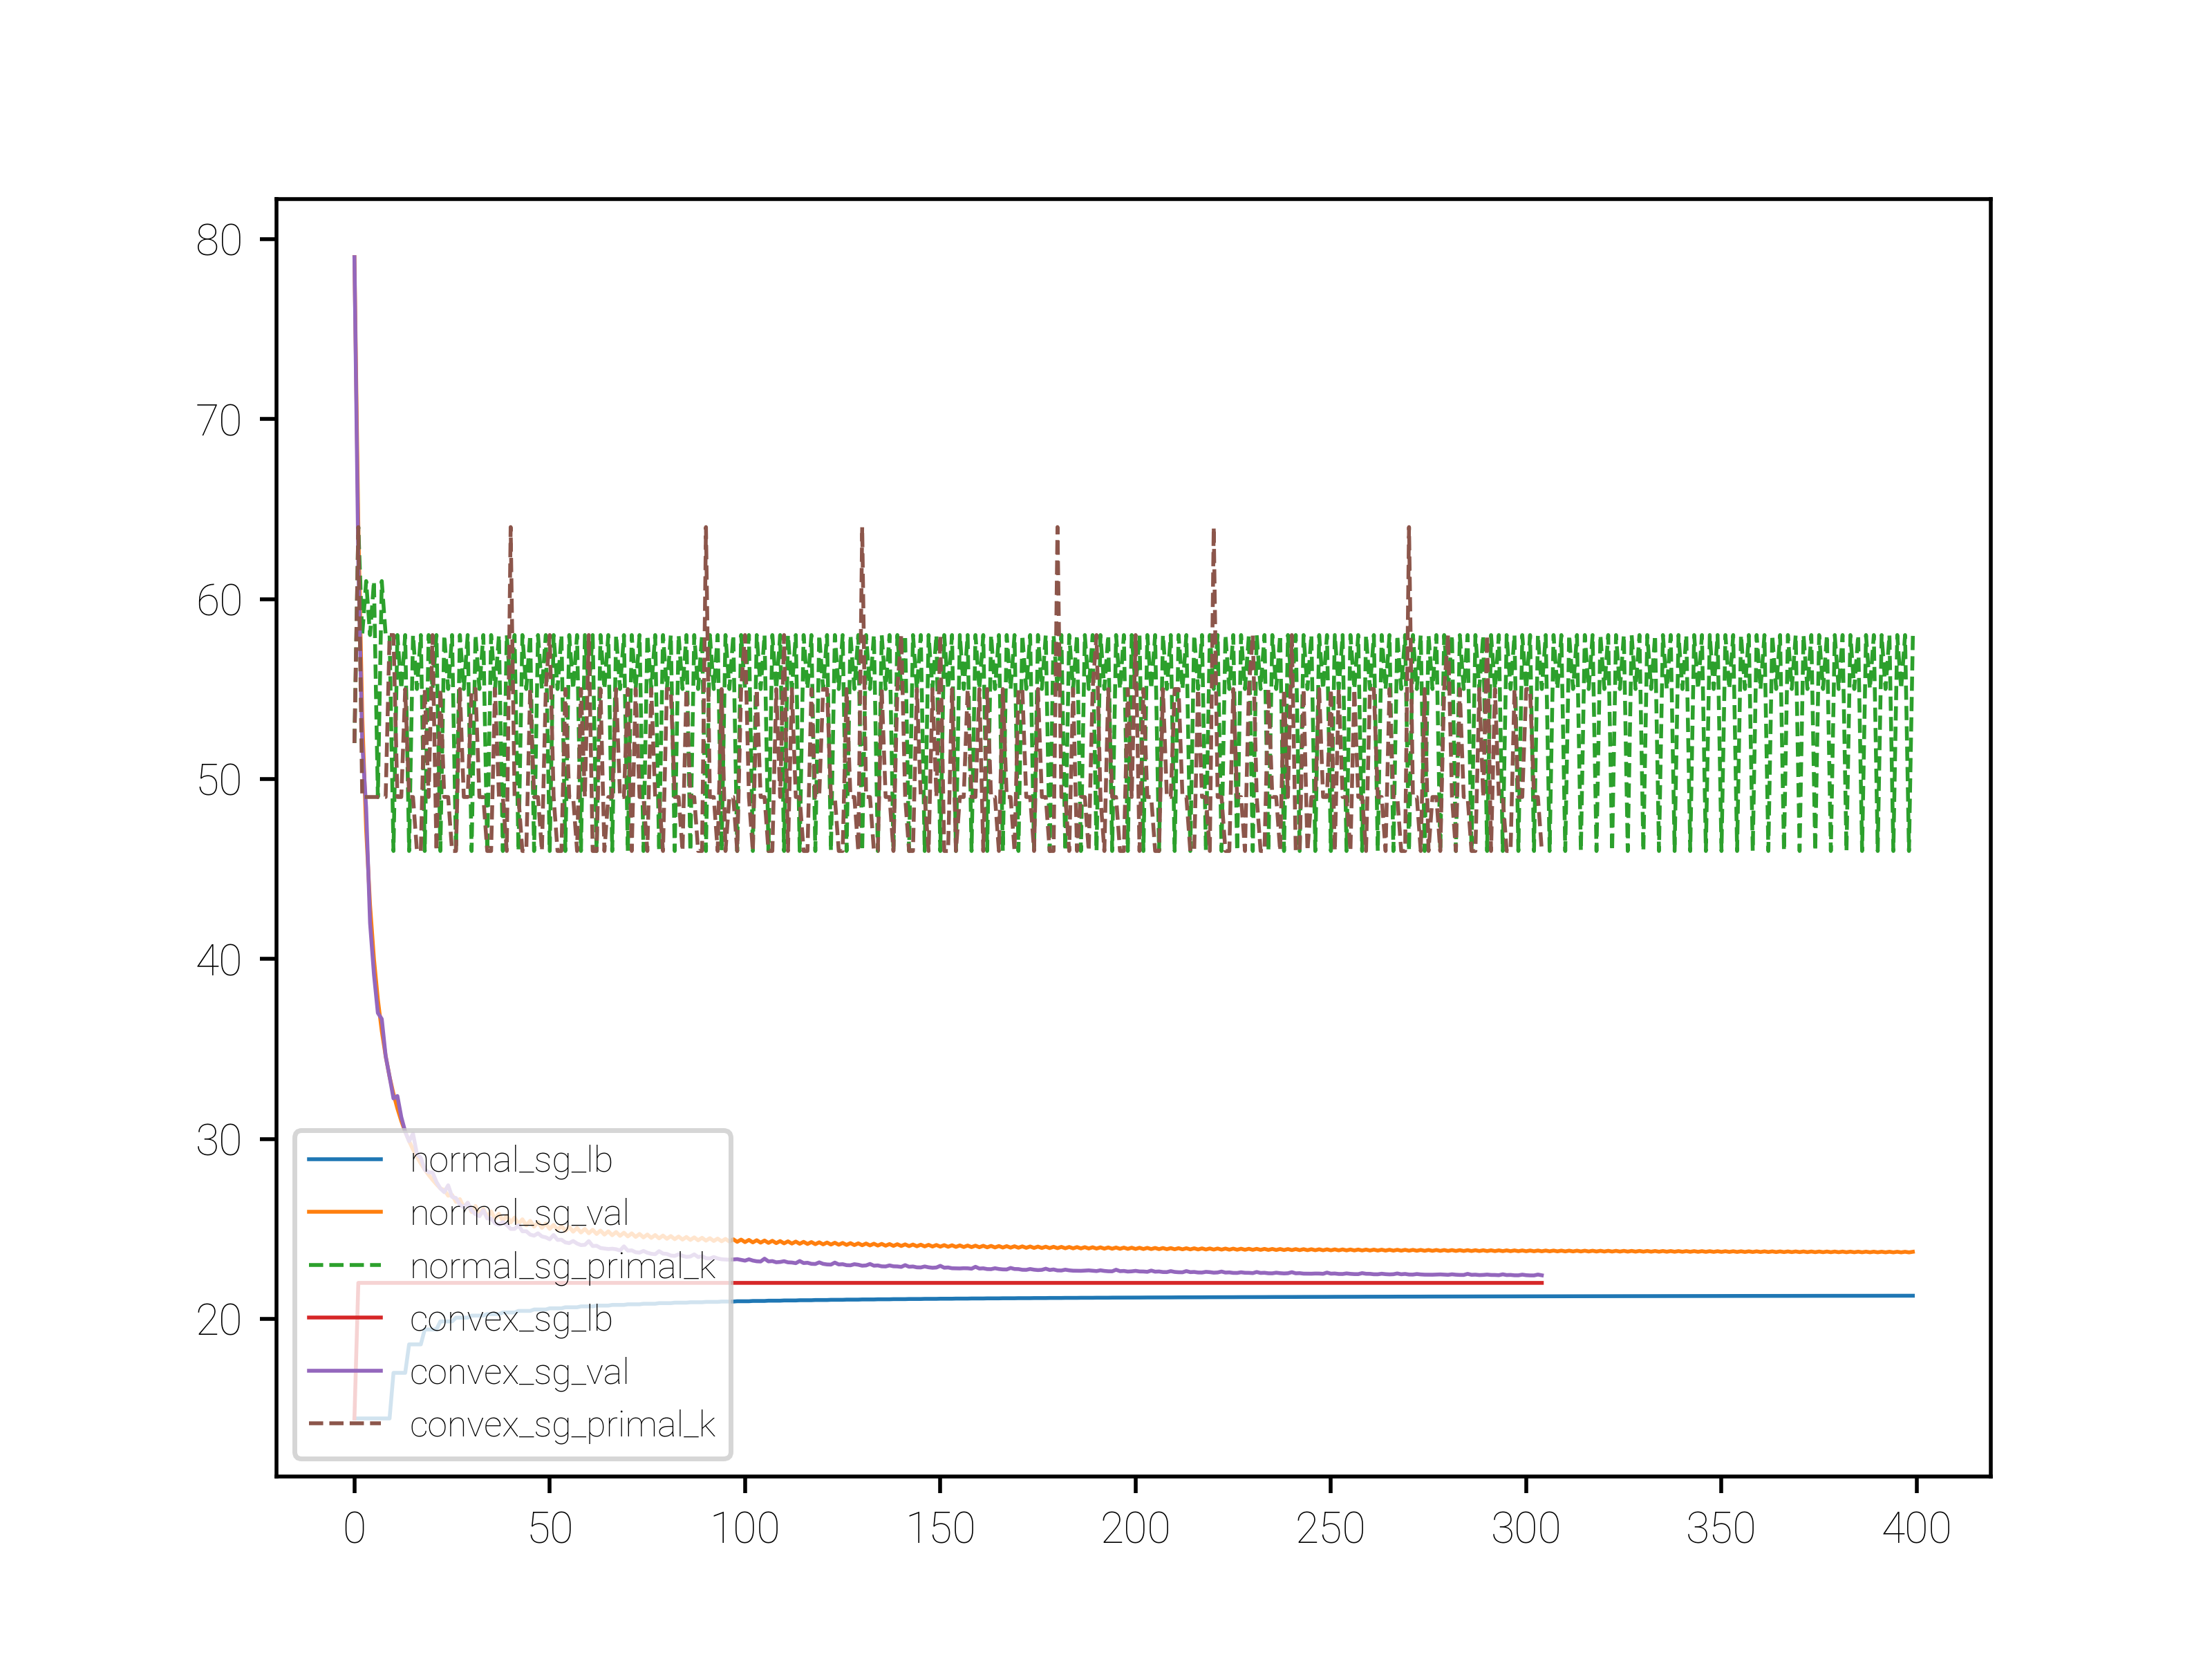 80
70
60
50
40
30
20
normal_sg_lb
normal_sg_val
normal_sg_primal_k
convex_sg_lb
convex_sg_val
convex_sg_primal_k
0 50 100 150 200 250 300 350 400